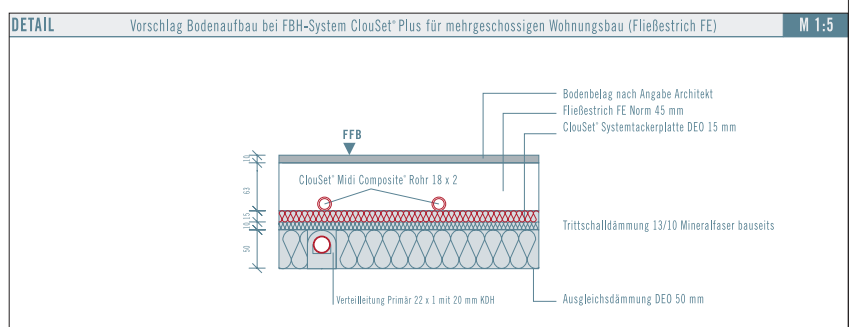 DETAIL
Vorschlag Bodenaufbau bei FBH-System ClouSet® Plus für mehrgeschossigen Wohnungsbau (Fließestrich FE)
M 1:5
Bodenbelag nach Angabe Architekt
Fließestrich FE Norm 45 mm
ClouSet® Systemtackerplatte DEO 15 mm
FFB
10
63
15
10
50
ClouSet® Midi Composite® Rohr 18 x 2
Trittschalldämmung 13/10 Mineralfaser bauseits
Verteilleitung Primär 22 x 1 mit 20 mm KDH
Ausgleichsdämmung DEO 50 mm